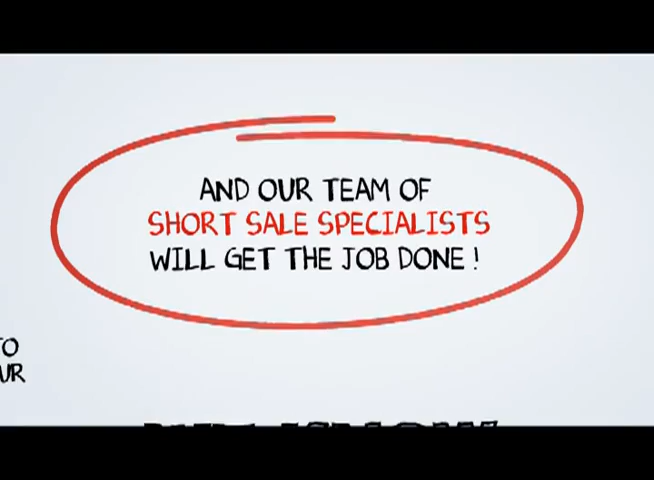 AND OUR TEAM OF
SHORT SALE SPECIALISTS
WILL GET THE JOB DONE !